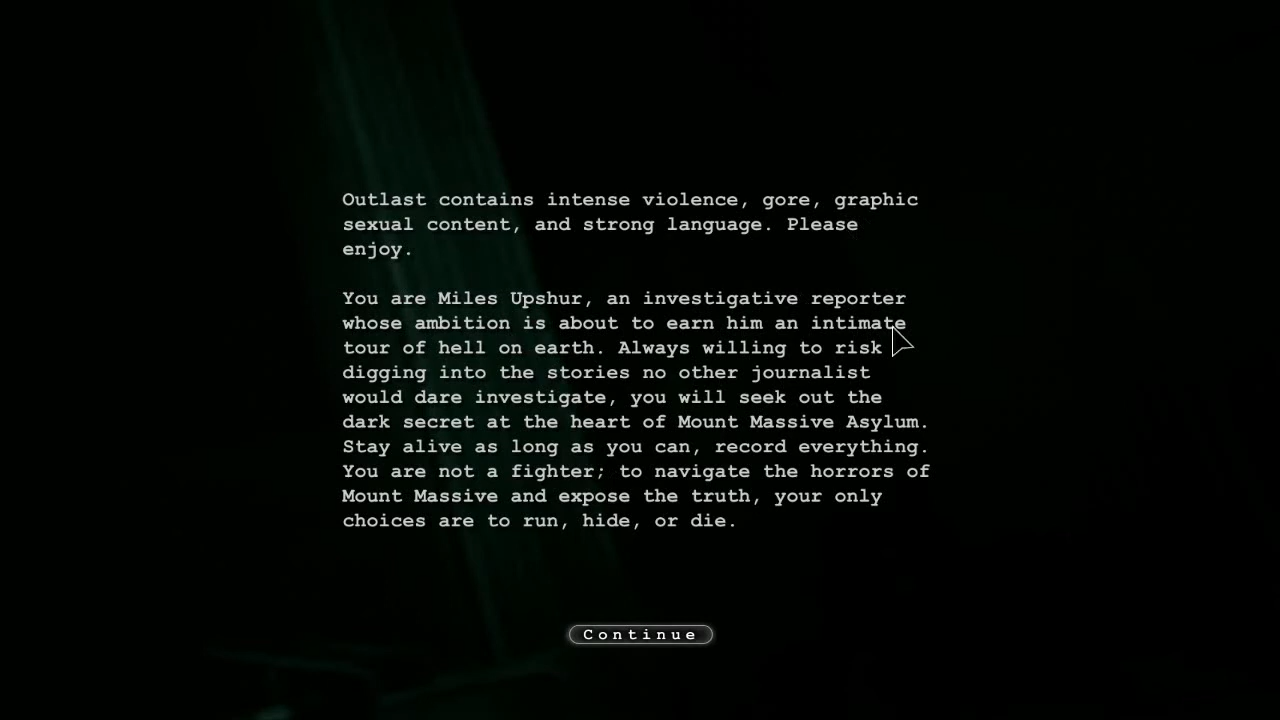 Outlast contains intense violence, gore, graphic
sexual content, and strong language. Please
enjoy.
You are Miles Upshur, an investigative reporter
whose ambition is about to earn him an intimate
tour of hell on earth. Always willing to risk
digging into the stories no other journalist
would dare investigate, you will seek out the
dark secret at the heart of Mount Massive Asylum.
Stay alive as long as you can, record everything.
You are not a fighter; to navigate the horrors of
Mount Massive and expose the truth, your only
choices are to run, hide, or die.
Continue